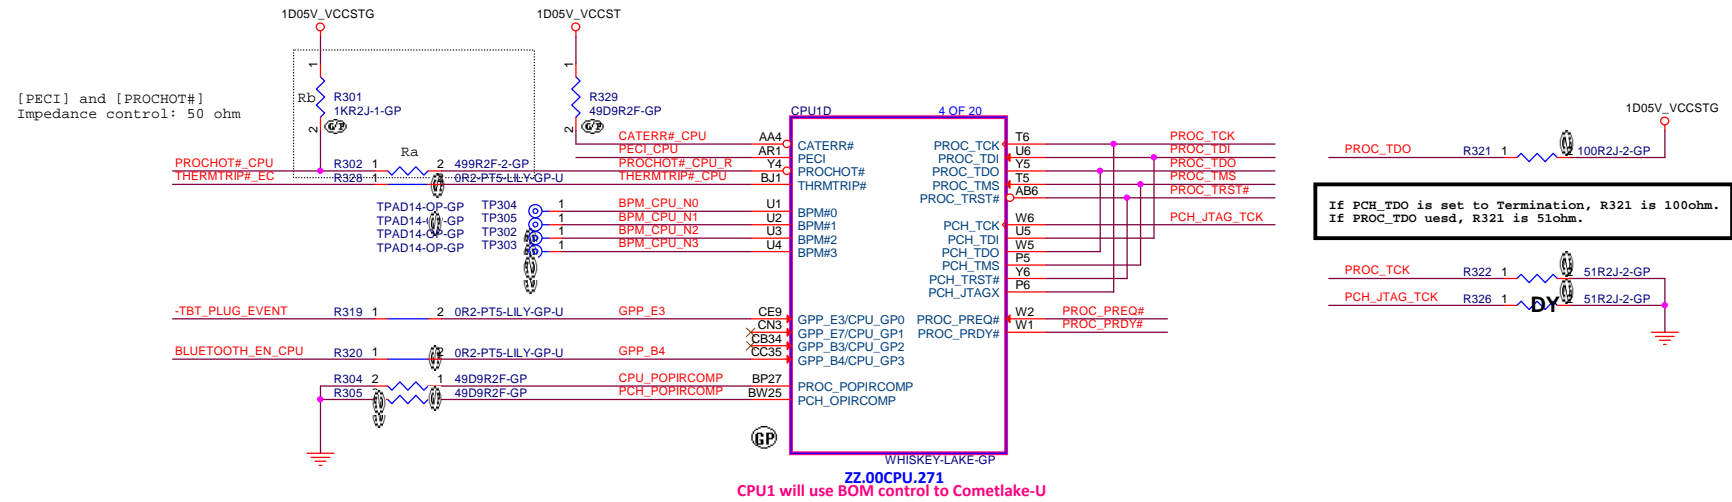 1D05V_VCCSTG
1D05V_VCCST
[PECI] and [PROCHOT#]
Impedance control: 50 ohm
1
Rb
R301
1KR2J-1-GP
2
1
R329
49D9R2F-GP
2
Ra
PROCHOT#_CPU
R302 1
2 499R2F-2-GP
THERMTRIP#_EC
R328 1
0R2-PT5-LILY-GP-U
CATERR#_CPU
PECI_CPU
PROCHOT#_CPU_R
THERMTRIP#_CPU
TPAD14-OP-GP TP304 1 BPM_CPU_N0
TPAD14-OP-GP TP305 1 BPM_CPU_N1
TPAD14-OP-GP TP302 1 BPM_CPU_N2
TPAD14-OP-GP TP303 1 BPM_CPU_N3
-TBT_PLUG_EVENT R319 1 2 0R2-PT5-LILY-GP-U GPP_E3
BLUETOOTH_EN_CPU R320 1 2 0R2-PT5-LILY-GP-U GPP_B4
R304 2 1 49D9R2F-GP CPU_POPIRCOMP
R305 49D9R2F-GP PCH_POPIRCOMP
CPU1D
4 OF 20
AA4 CATERR#
AR1 PECI
Y4 PROCHOT#
BJ1 THRMTRIP#
U1 BPM#0
U2 BPM#1
U3 BPM#2
U4 BPM#3
CE9 GPP_E3/CPU_GP0
CN3 GPP_E7/CPU_GP1
CB34 GPP_B3/CPU_GP2
CC35 GPP_B4/CPU_GP3
BP27 PROC_POPIRCOMP
BW25 PCH_OPIRCOMP
PROC_TCK T6 PROC_TCK
PROC_TDI U6 PROC_TDI
PROC_TDO Y5 PROC_TDO
PROC_TMS T5 PROC_TMS
PROC_TRST# AB6 PROC_TRST#
PCH_TCK W6 PCH_JTAG_TCK
PCH_TDI U5
PCH_TDO W5
PCH_TMS P5
PCH_TRST# Y6
PCH_JTAGX P6
PROC_PREQ# W2 PROC_PREQ#
PROC_PRDY# W1 PROC_PRDY#
GP
WHISKEY-LAKE-GP
ZZ.00CPU.271
CPU1 will use BOM control to Cometlake-U
1D05V_VCCSTG
PROC_TDO R321 1 2 100R2J-2-GP
If PCH_TDO is set to Termination, R321 is 100ohm.
If PROC_TDO uesd, R321 is 51ohm.
PROC_TCK R322 1 2 51R2J-2-GP
PCH_JTAG_TCK R326 1 DY 2 51R2J-2-GP